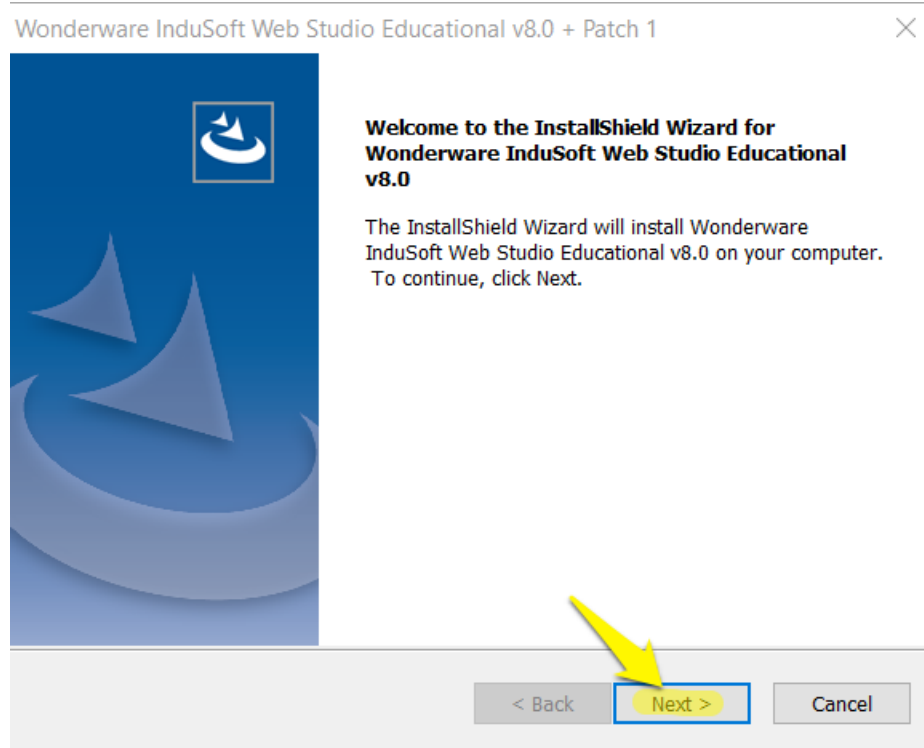 Wonderware InduSoft Web Studio Educational v8.0 + Patch 1
Welcome to the InstallShield Wizard for
Wonderware InduSoft Web Studio Educational
v8.0
The InstallShield Wizard will install Wonderware
InduSoft Web Studio Educational v8.0 on your computer.
To continue, click Next.
< Back
Next >
Cancel